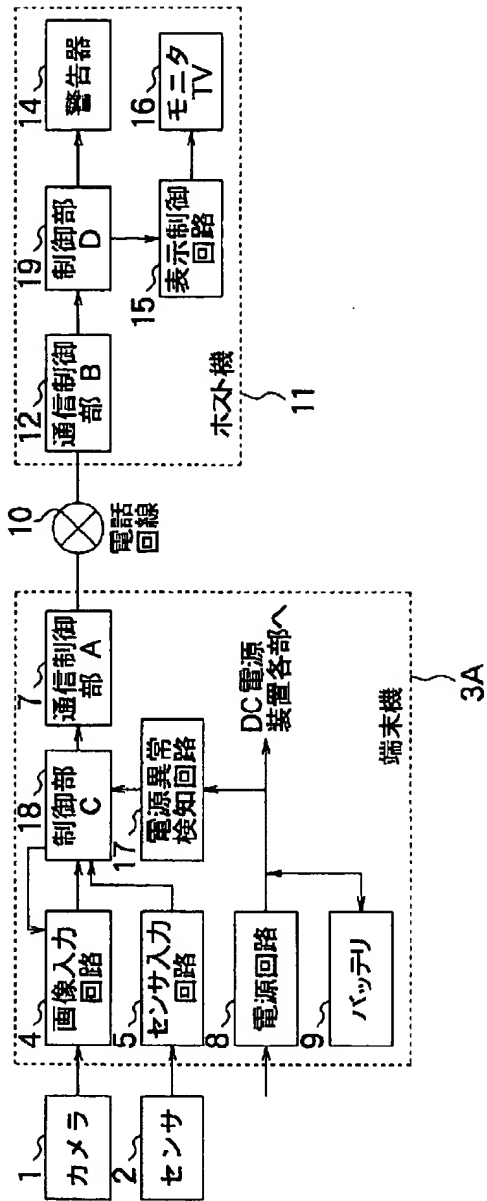 1
カメラ
2
センサ
4
画像入力
回路
5
センサ入力
回路
8
電源回路
9
バッテリ
18
制御部
C
17
電源異常
検知回路
7
通信制御
部 A
DC電源
装置各部へ
端末機
3A
10
電話
回線
12
通信制御
部 B
19
制御部
D
14
警告器
15
表示制御
回路
16
モニタ
TV
ホスト機
11